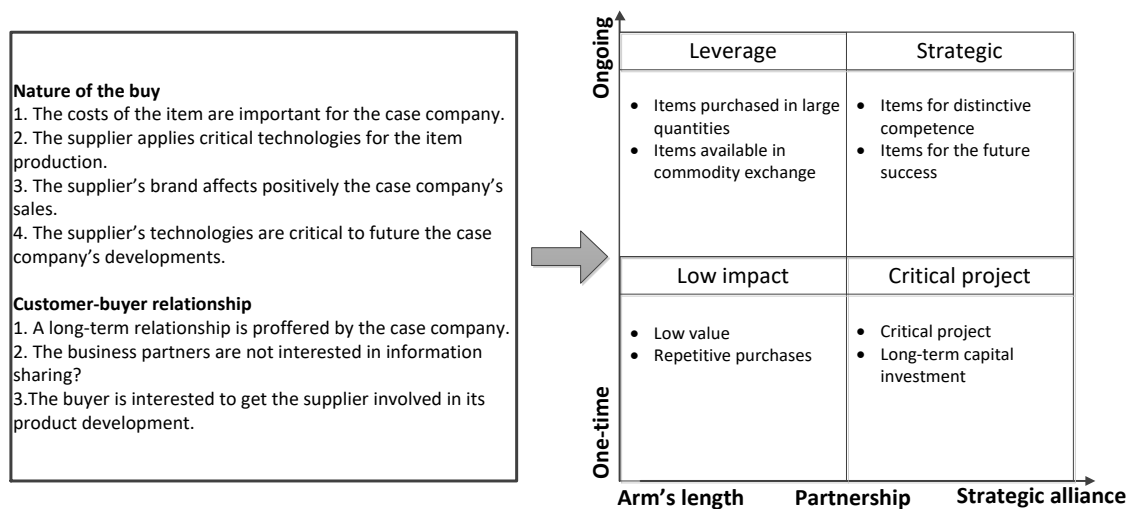 Nature of the buy
1. The costs of the item are important for the case company.
2. The supplier applies critical technologies for the item
production.
3. The supplier’s brand affects positively the case company’s
sales.
4. The supplier’s technologies are critical to future the case
company’s developments.
Customer-buyer relationship
1. A long-term relationship is proffered by the case company.
2. The business partners are not interested in information
sharing?
3.The buyer is interested to get the supplier involved in its
product development.
Ongoing
One-time
Leverage
• Items purchased in large
quantities
• Items available in
commodity exchange
Strategic
• Items for distinctive
competence
• Items for the future
success
Low impact
• Low value
• Repetitive purchases
Critical project
• Critical project
• Long-term capital
investment
Arm’s length
Partnership
Strategic alliance